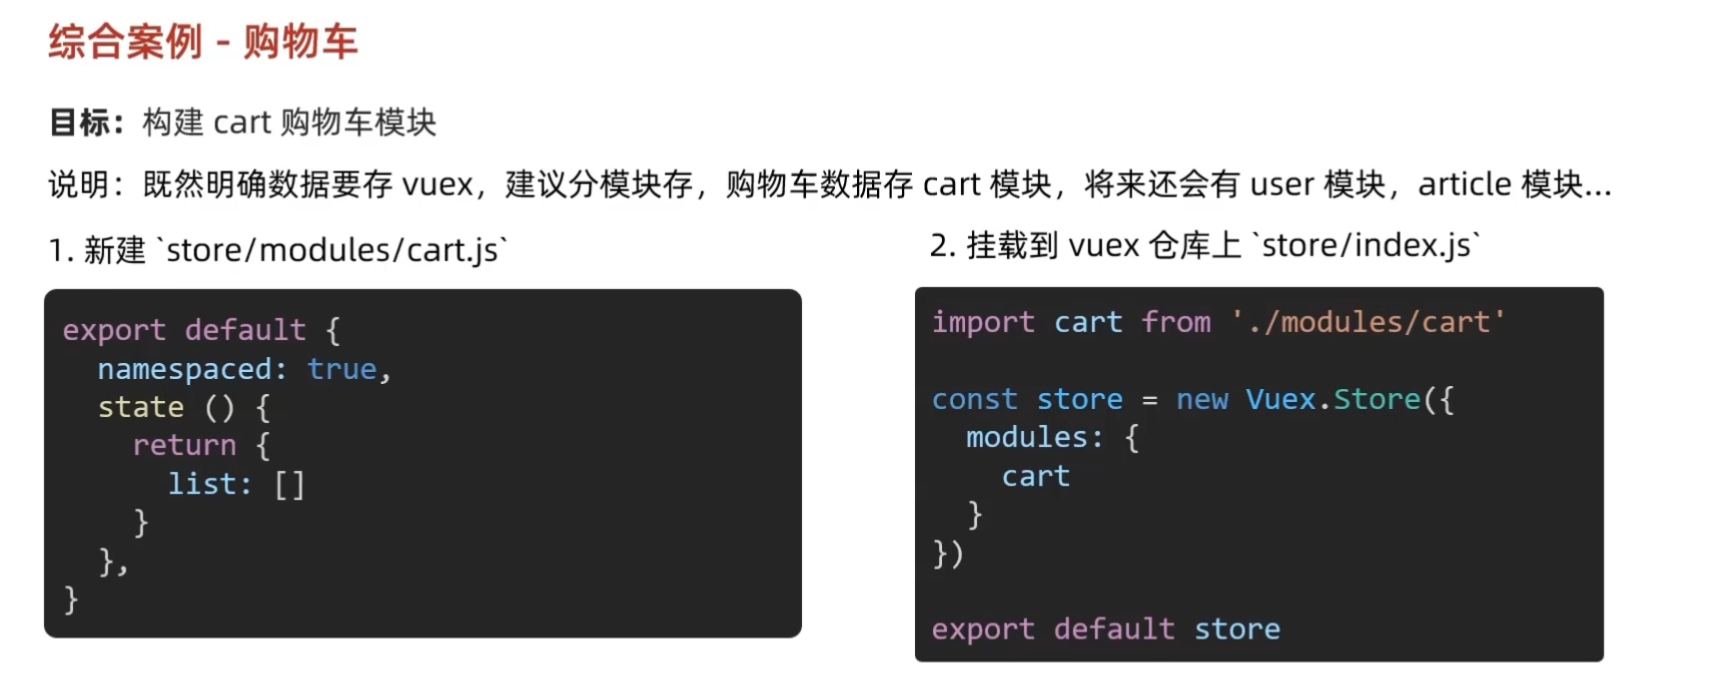 综合案例 - 购物车
目标：构建 cart 购物车模块
说明：既然明确数据要存 vuex，建议分模块存，购物车数据存 cart 模块，将来还会有 user 模块，article 模块...
1. 新建 `store/modules/cart.js`
export default {
  namespaced: true,
  state () {
    return {
      list: []
    }
  },
}
2. 挂载到 vuex 仓库上 `store/index.js`
import cart from './modules/cart'

const store = new Vuex.Store({
  modules: {
    cart
  }
})

export default store